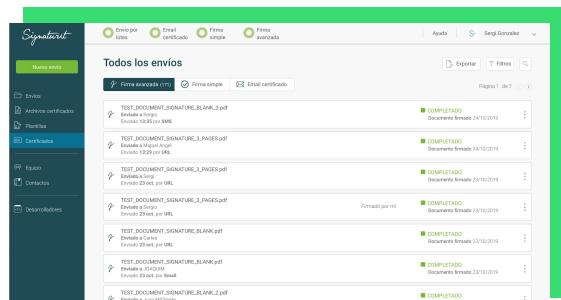 Signaturit
Envío por lotes
Email certificado
Firma simple
Firma avanzada
Ayuda
S-
Sergi Gonzalez
Nuevo envío
Envíos
Archivos certificados
Plantillas
Certificados
Equipo
Contactos
Desarrolladores
Todos los envíos
Exportar
Filtros
Firma avanzada (171)
Firma simple
Email certificado
Página 1 de 7
TEST_DOCUMENT_SIGNATURE_BLANK_3.pdf
Enviado a Sergio
Enviado 13:35 por SMS
COMPLETADO
Documento firmado 24/10/2019
TEST_DOCUMENT_SIGNATURE_3_PAGES.pdf
Enviado a Miguel Angel
Enviado 13:29 por URL
COMPLETADO
Documento firmado 24/10/2019
TEST_DOCUMENT_SIGNATURE_3_PAGES.pdf
Enviado a Sergi
Enviado 23 oct. por URL
COMPLETADO
Documento firmado 23/10/2019
TEST_DOCUMENT_SIGNATURE_3_PAGES.pdf
Enviado a Sergio
Enviado 23 oct. por URL
Firmado por mí
COMPLETADO
Documento firmado 23/10/2019
TEST_DOCUMENT_SIGNATURE_BLANK.pdf
Enviado a Carles
Enviado 23 oct. por URL
COMPLETADO
Documento firmado 23/10/2019
TEST_DOCUMENT_SIGNATURE_BLANK.pdf
Enviado a JOAQUIM
Enviado 23 oct. por Email
COMPLETADO
Documento firmado 23/10/2019
TEST_DOCUMENT_SIGNATURE_BLANK_2.pdf
COMPLETADO